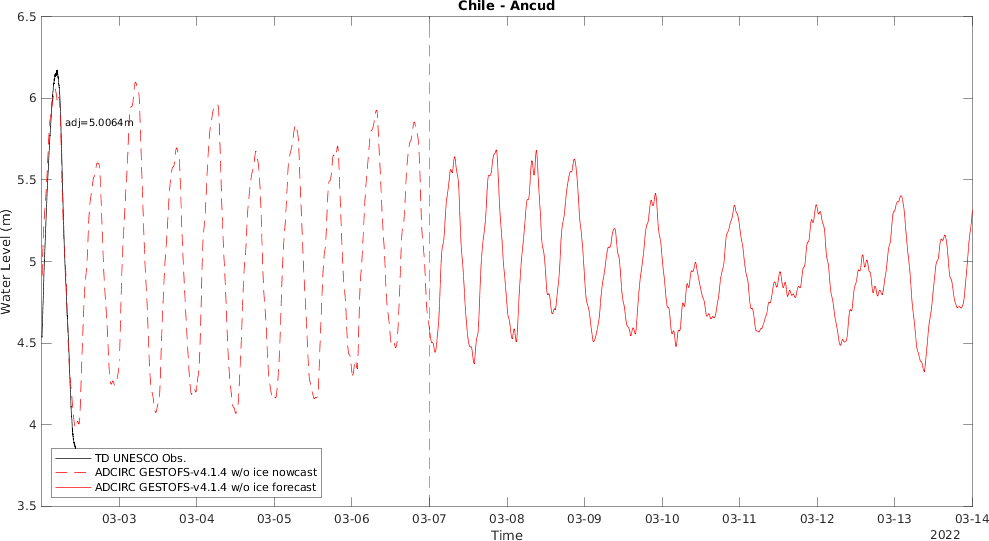 Chile - Ancud
6.5
6
5.5
5
4.5
4
3.5
Water Level (m)
adj=5.0064m
TD UNESCO Obs.
ADCIRC GESTOFS-v4.1.4 w/o ice nowcast
ADCIRC GESTOFS-v4.1.4 w/o ice forecast
03-03 03-04 03-05 03-06 03-07 03-08 03-09 03-10 03-11 03-12 03-13 03-14
Time
2022